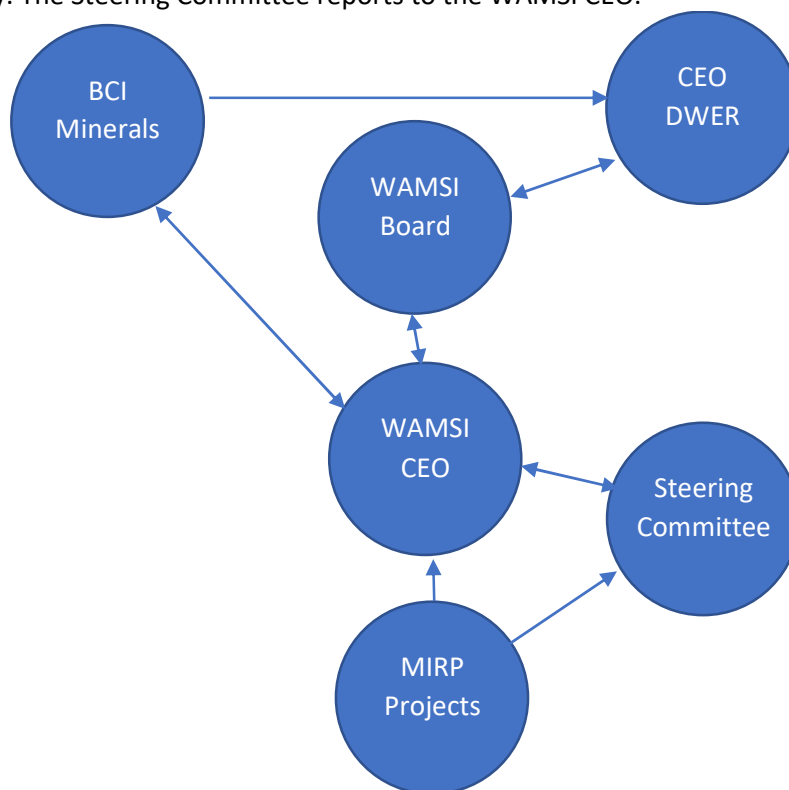 The Steering Committee reports to the WAMSI CEO.
BCI
Minerals
CEO
DWER
WAMSI
Board
WAMSI
CEO
Steering
Committee
MIRP
Projects